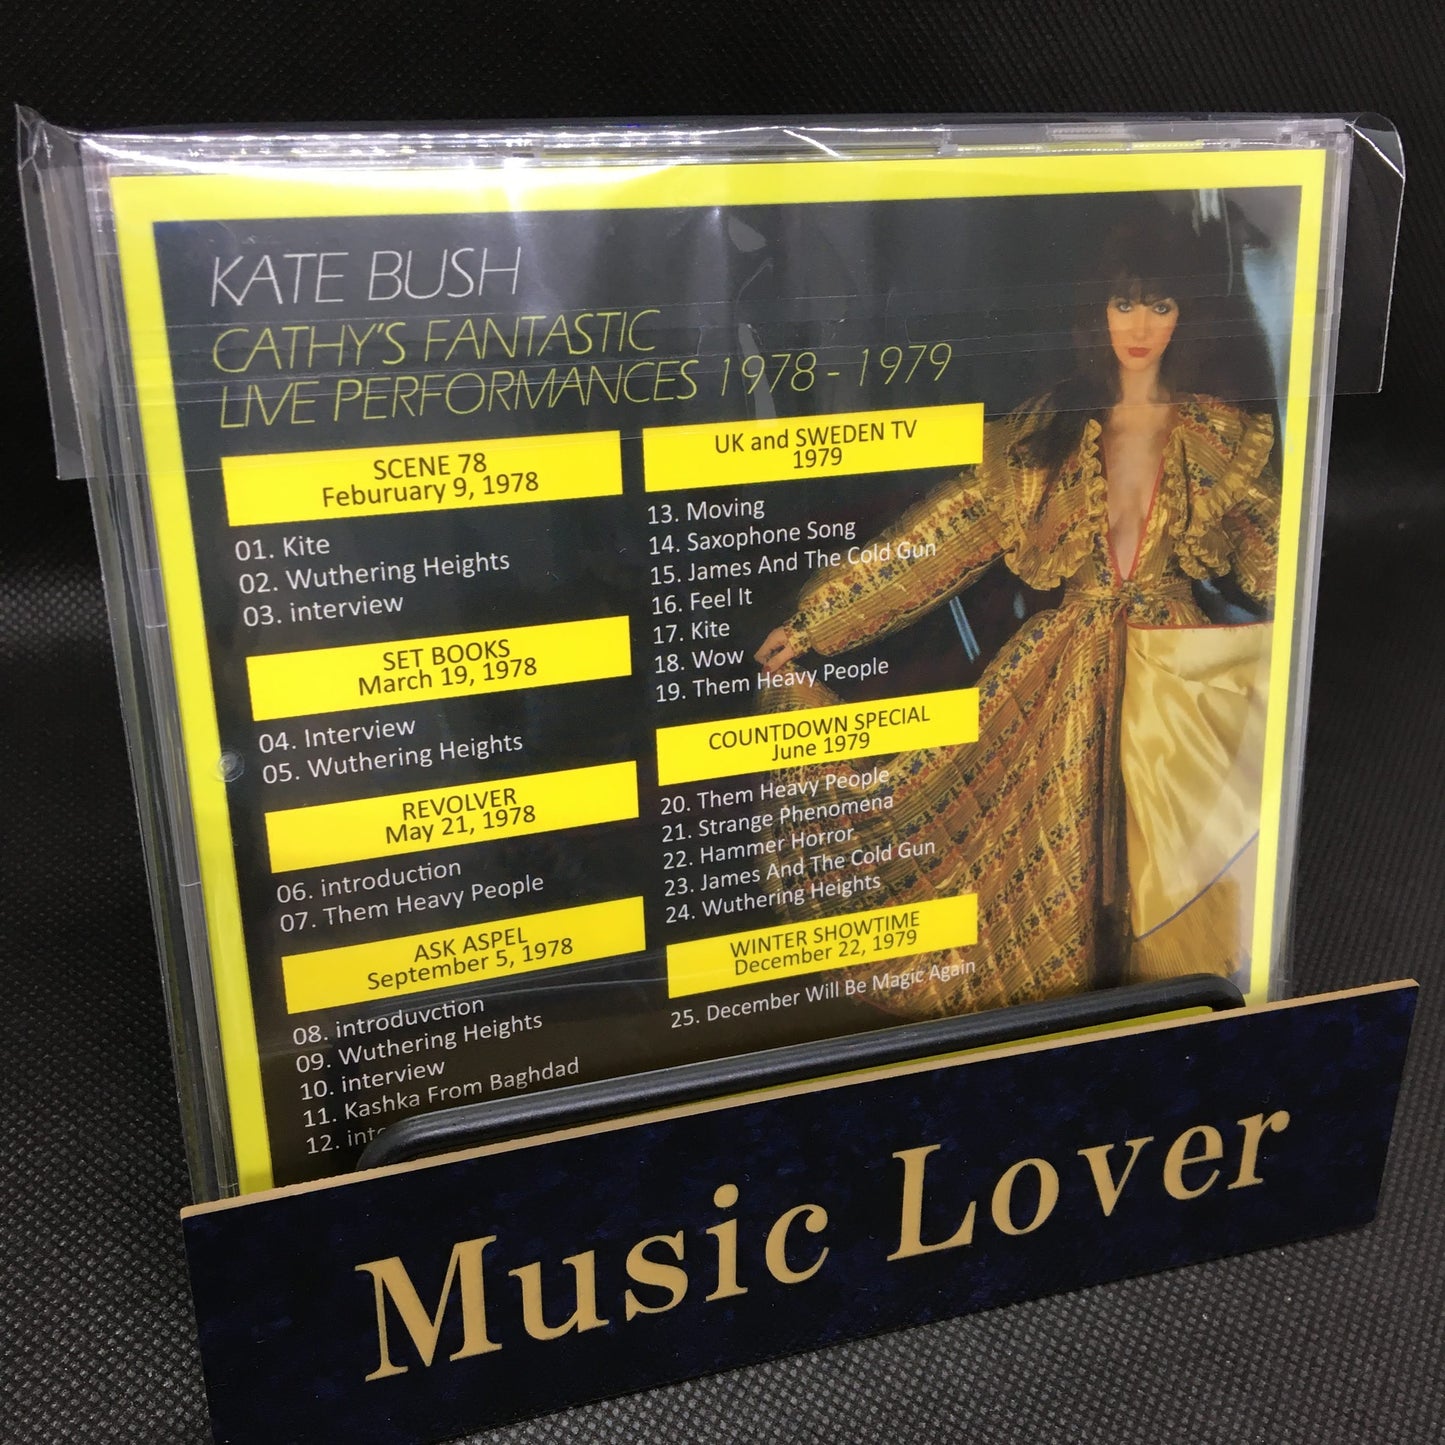 KATE BUSH
CATHY'S FANTASTIC
LIVE PERFORMANCES 1978 - 1979
SCENE 78
Feburuary 9, 1978
01. Kite
02. Wuthering Heights
03. interview
SET BOOKS
March 19, 1978
04. Interview
05. Wuthering Heights
REVOLVER
May 21, 1978
06. introduction
07. Them Heavy People
ASK ASPEL
September 5, 1978
08. introduvction
09. Wuthering Heights
10. interview
11. Kashka From Baghdad
12.
UK and SWEDEN TV
1979
13. Moving
14. Saxophone Song
15. James And The Cold Gun
16. Feel It
17. Kite
18. Wow
19. Them Heavy People
COUNTDOWN SPECIAL
June 1979
20. Them Heavy People
21. Strange Phenomena
22. Hammer Horror
23. James And The Cold Gun
24. Wuthering Heights
WINTER SHOWTIME
December 22, 1979
25. December Will Be Magic Again
Music Lover